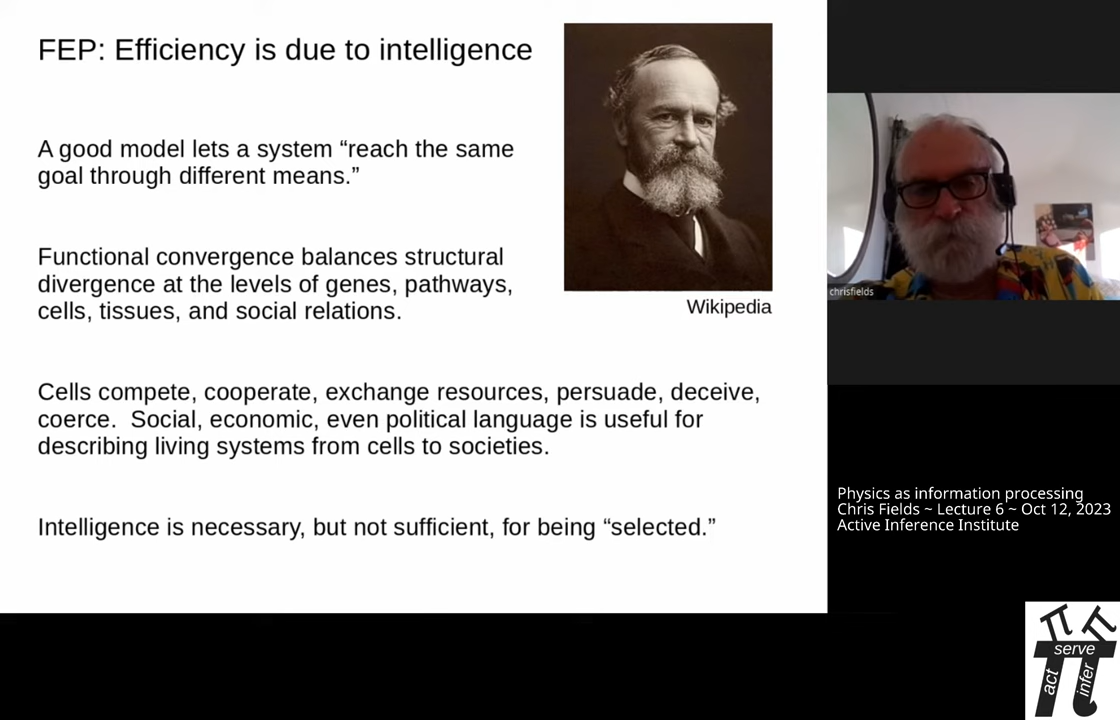 FEP: Efficiency is due to intelligence
A good model lets a system “reach the same
goal through different means.”
Functional convergence balances structural
divergence at the levels of genes, pathways,
cells, tissues, and social relations.
Wikipedia
Cells compete, cooperate, exchange resources, persuade, deceive,
coerce.  Social, economic, even political language is useful for
describing living systems from cells to societies.
Intelligence is necessary, but not sufficient, for being “selected.”
chrisfields
Physics as information processing
Chris Fields ~ Lecture 6 ~ Oct 12, 2023
Active Inference Institute
serve
act
infer